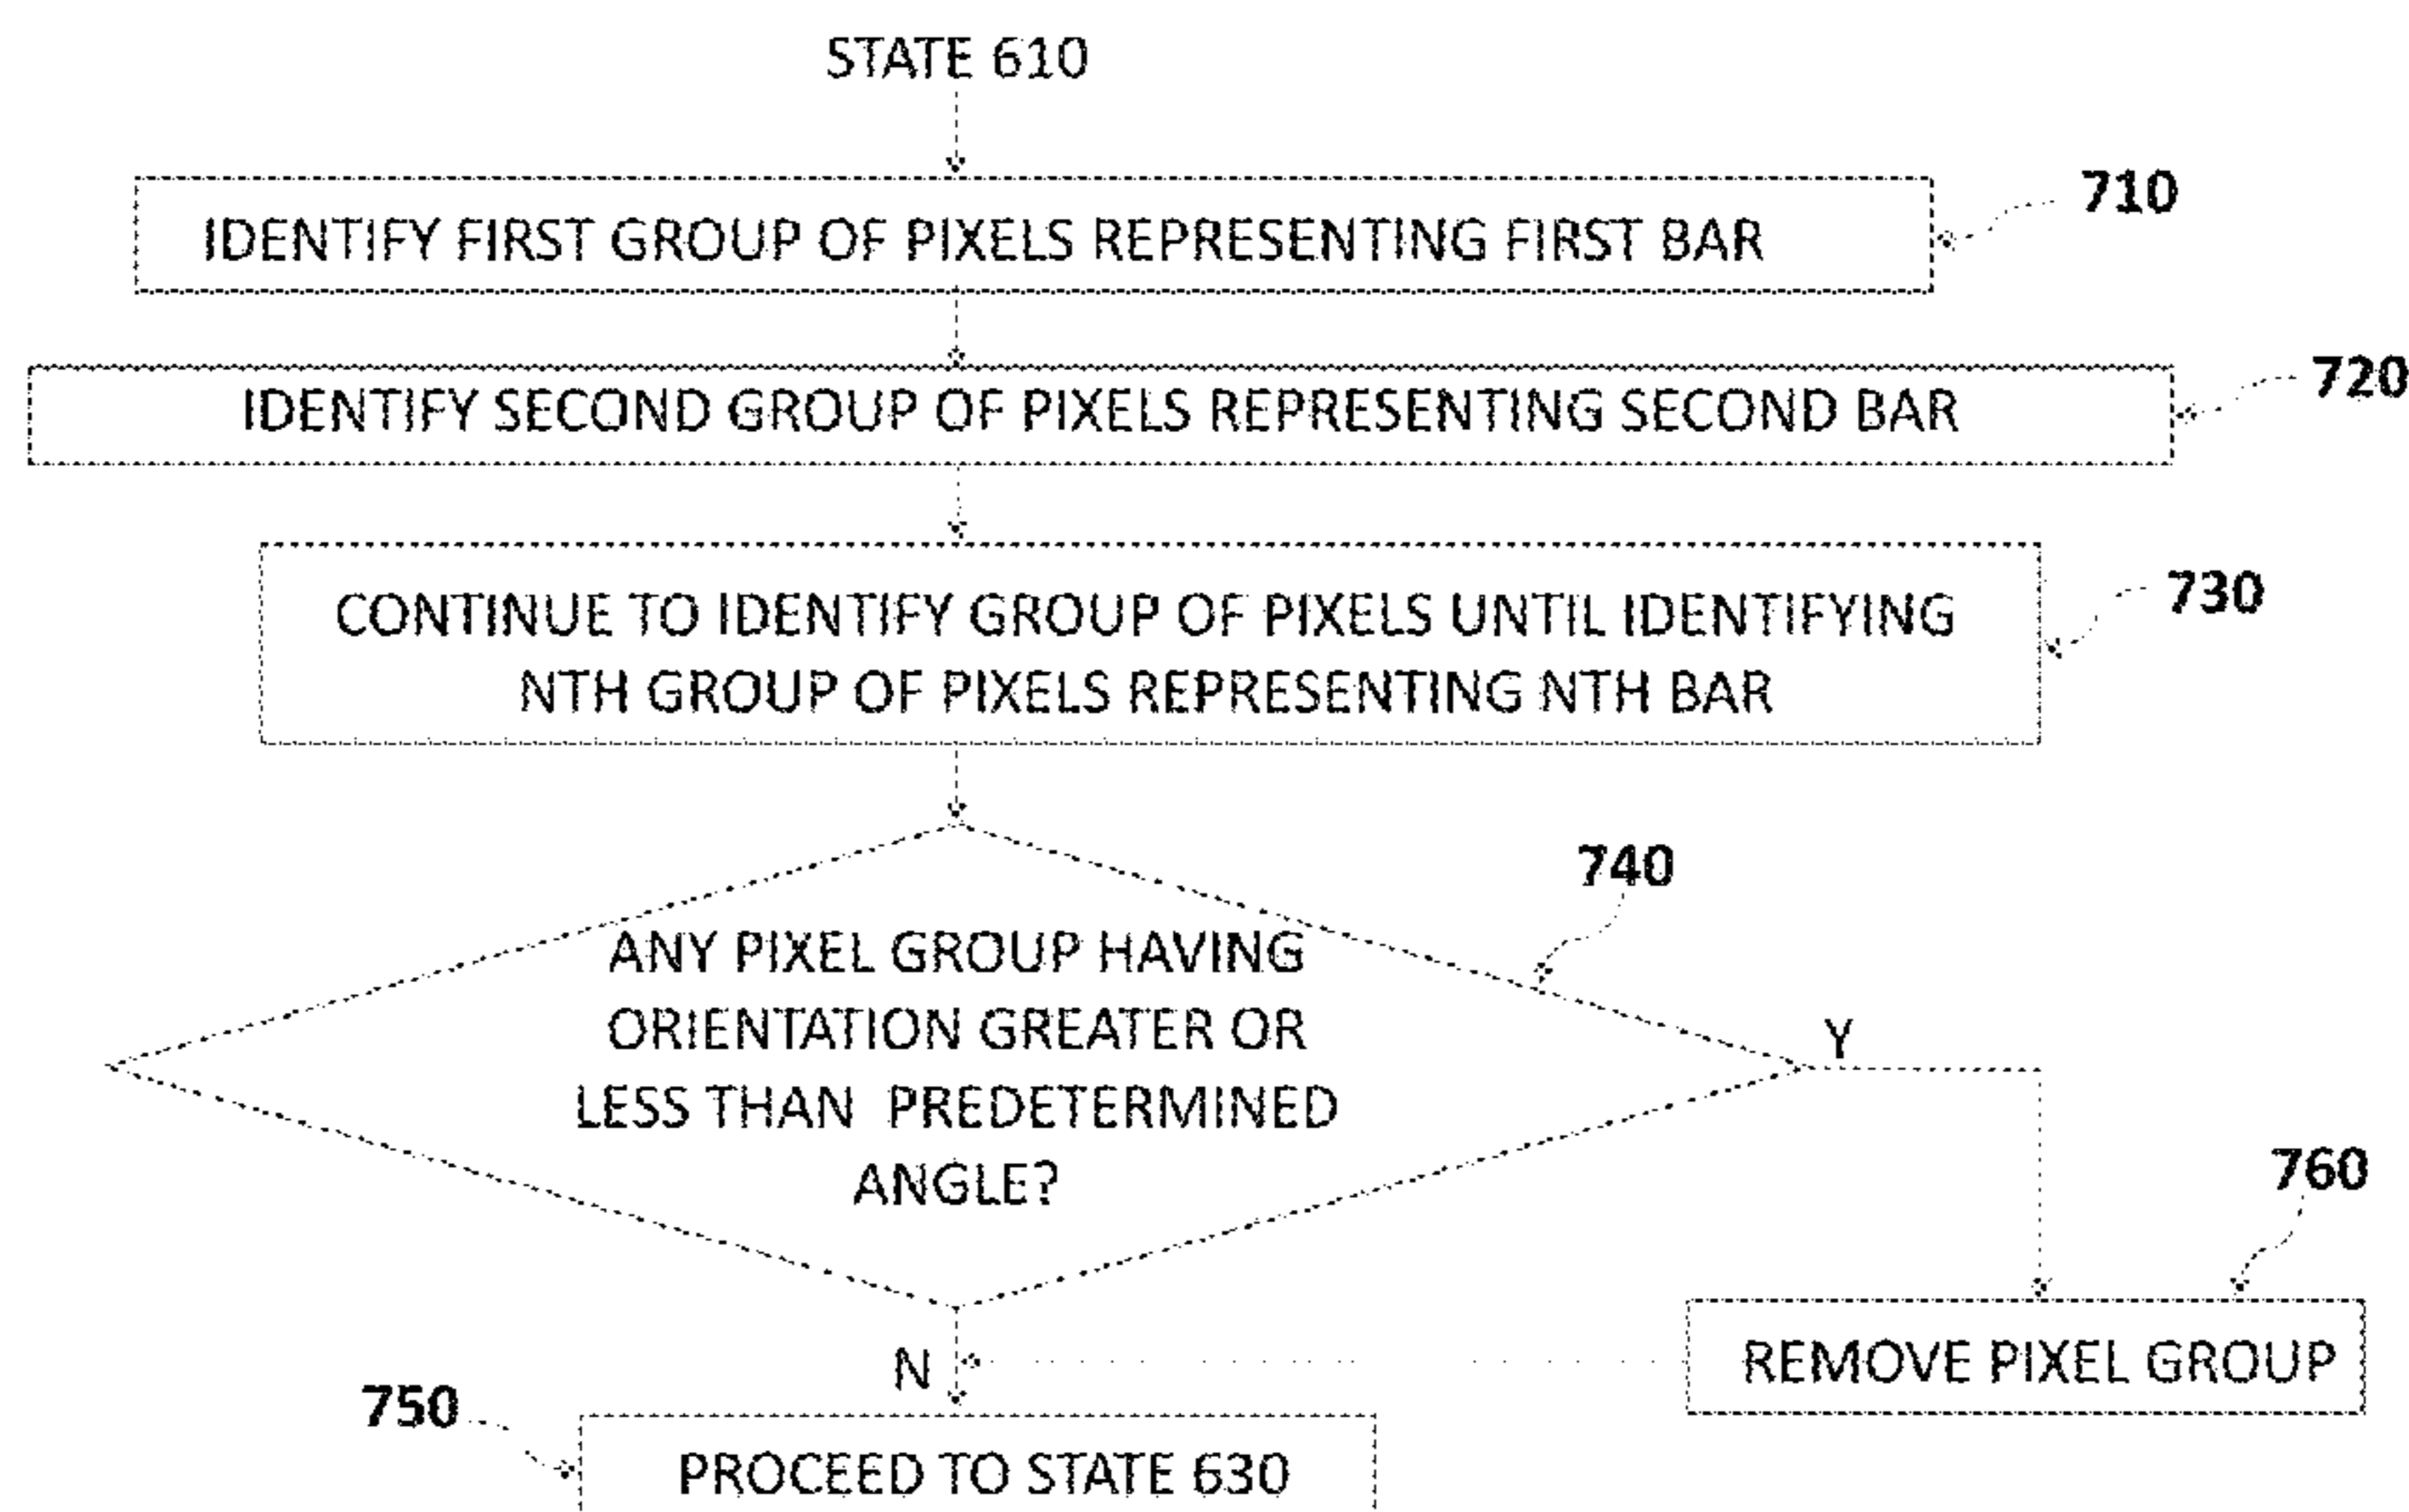 STATE 610
710
IDENTIFY FIRST GROUP OF PIXELS REPRESENTING FIRST BAR
720
IDENTIFY SECOND GROUP OF PIXELS REPRESENTING SECOND BAR
730
CONTINUE TO IDENTIFY GROUP OF PIXELS UNTIL IDENTIFYING
NTH GROUP OF PIXELS REPRESENTING NTH BAR
740
ANY PIXEL GROUP HAVING
ORIENTATION GREATER OR
LESS THAN PREDETERMINED
ANGLE?
Y
760
REMOVE PIXEL GROUP
N
750
PROCEED TO STATE 630